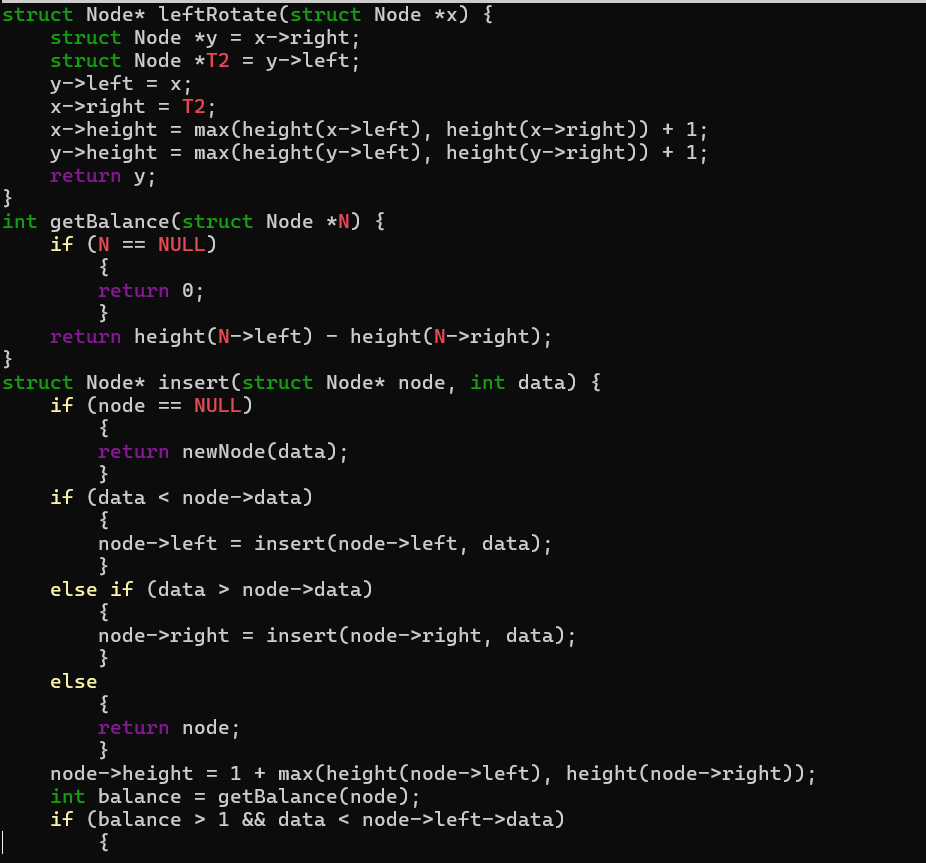 struct Node* leftRotate(struct Node *x) {
    struct Node *y = x->right;
    struct Node *T2 = y->left;
    y->left = x;
    x->right = T2;
    x->height = max(height(x->left), height(x->right)) + 1;
    y->height = max(height(y->left), height(y->right)) + 1;
    return y;
}
int getBalance(struct Node *N) {
    if (N == NULL)
        {
        return 0;
        }
    return height(N->left) - height(N->right);
}
struct Node* insert(struct Node* node, int data) {
    if (node == NULL)
        {
        return newNode(data);
        }
    if (data < node->data)
        {
        node->left = insert(node->left, data);
        }
    else if (data > node->data)
        {
        node->right = insert(node->right, data);
        }
    else
        {
        return node;
        }
    node->height = 1 + max(height(node->left), height(node->right));
    int balance = getBalance(node);
    if (balance > 1 && data < node->left->data)
        {